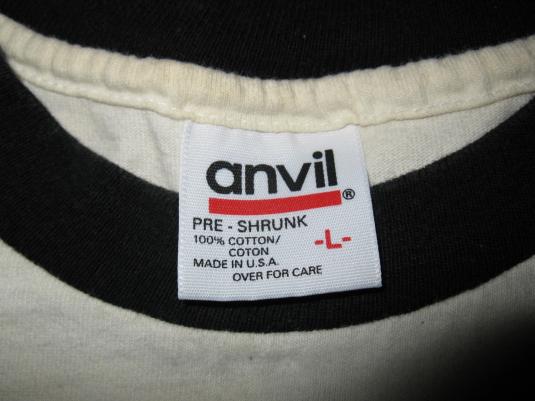 anvil®
PRE - SHRUNK
100% COTTON/
COTON
-L-
MADE IN U.S.A.
OVER FOR CARE